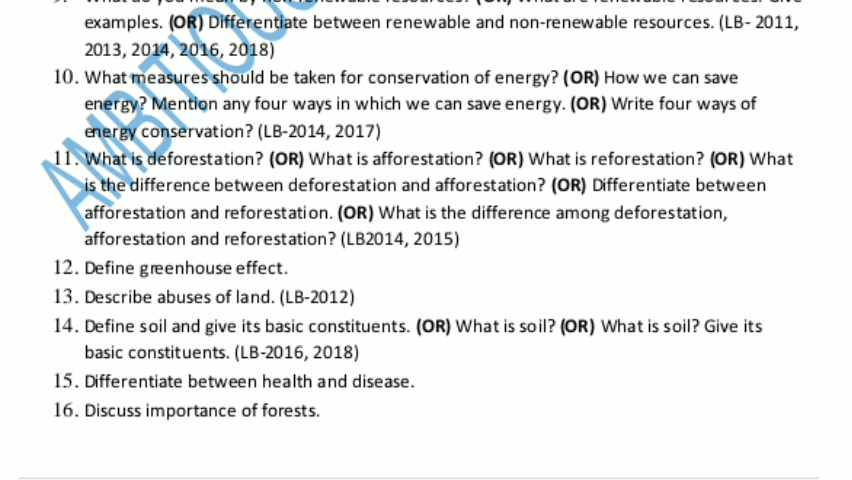 examples. (OR) Differentiate between renewable and non-renewable resources. (LB- 2011,
2013, 2014, 2016, 2018)
10. What measures should be taken for conservation of energy? (OR) How we can save
energy? Mention any four ways in which we can save energy. (OR) Write four ways of
energy conservation? (LB-2014, 2017)
11. What is deforestation? (OR) What is afforestation? (OR) What is reforestation? (OR) What
is the difference between deforestation and afforestation? (OR) Differentiate between
afforestation and reforestation. (OR) What is the difference among deforestation,
afforestation and reforestation? (LB2014, 2015)
12. Define greenhouse effect.
13. Describe abuses of land. (LB-2012)
14. Define soil and give its basic constituents. (OR) What is soil? (OR) What is soil? Give its
basic constituents. (LB-2016, 2018)
15. Differentiate between health and disease.
16. Discuss importance of forests.